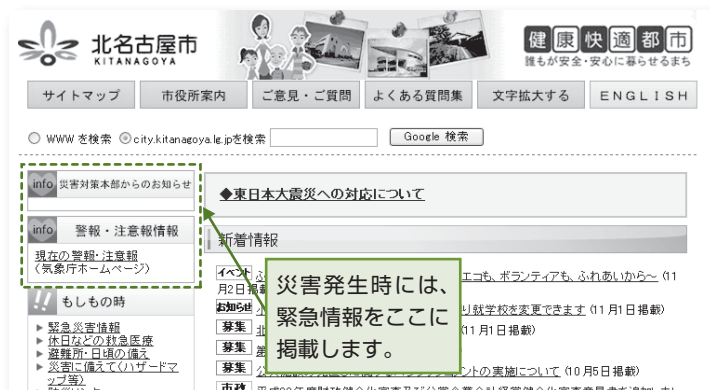 北名古屋市
KITANAGOYA
健康快適都市
誰もが安全・安心に暮らせるまち
サイトマップ
市役所案内
ご意見・ご質問
よくある質問集
文字拡大する
ENGLISH
WWW を検索
city.kitanagoya.lg.jpを検索
Google 検索
info 災害対策本部からのお知らせ
info 警報・注意報情報
現在の警報・注意報
(気象庁ホームページ)
!! もしもの時
▶ 緊急災害情報
▶ 休日などの救急医療
▶ 避難所・日頃の備え
▶ 災害に備えて(ハザードマ
ップ等)
◆東日本大震災への対応について
新着情報
イベント
エコも、ボランティアも、ふれあいから～ (11
月2日掲載)
お知らせ
り就学校を変更できます (11月1日掲載)
募集
(11月1日掲載)
募集
募集
ントの実施について (10月5日掲載)
市政
災害発生時には、
緊急情報をここに
掲載します。